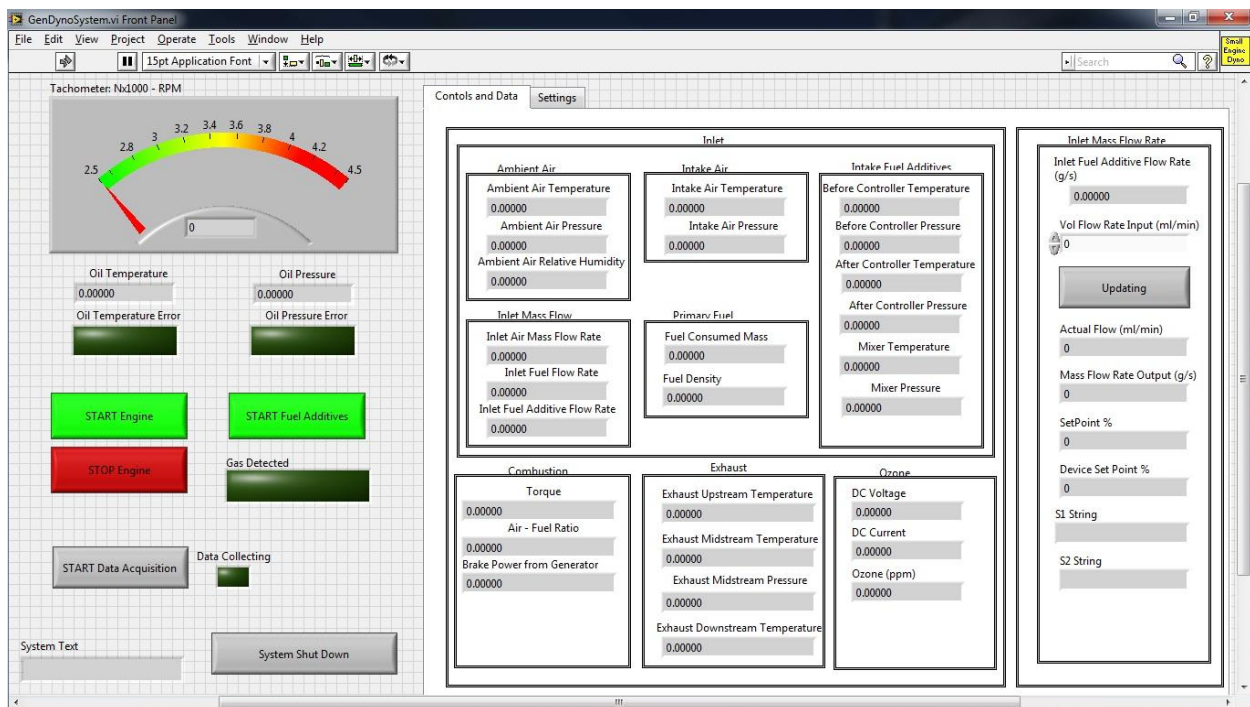 GenDynoSystem.vi Front Panel
File Edit View Project Operate Tools Window Help
15pt Application Font
Search
Small
Engine
Dyno
Tachometer: Nx1000 - RPM
2.5 2.8 3 3.2 3.4 3.6 3.8 4 4.2 4.5
0
Oil Temperature
0.00000
Oil Pressure
0.00000
Oil Temperature Error
Oil Pressure Error
START Engine
START Fuel Additives
STOP Engine
Gas Detected
START Data Acquisition
Data Collecting
System Text
System Shut Down
Contols and Data
Settings
Inlet
Ambient Air
Ambient Air Temperature
0.00000
Ambient Air Pressure
0.00000
Ambient Air Relative Humidity
0.00000
Intake Air
Intake Air Temperature
0.00000
Intake Air Pressure
0.00000
Intake Fuel Additives
Before Controller Temperature
0.00000
Before Controller Pressure
0.00000
After Controller Temperature
0.00000
After Controller Pressure
0.00000
Mixer Temperature
0.00000
Mixer Pressure
0.00000
Inlet Mass Flow
Inlet Air Mass Flow Rate
0.00000
Inlet Fuel Flow Rate
0.00000
Inlet Fuel Additive Flow Rate
0.00000
Primary Fuel
Fuel Consumed Mass
0.00000
Fuel Density
0.00000
Combustion
Torque
0.00000
Air - Fuel Ratio
0.00000
Brake Power from Generator
0.00000
Exhaust
Exhaust Upstream Temperature
0.00000
Exhaust Midstream Temperature
0.00000
Exhaust Midstream Pressure
0.00000
Exhaust Downstream Temperature
0.00000
Ozone
DC Voltage
0.00000
DC Current
0.00000
Ozone (ppm)
0.00000
Inlet Mass Flow Rate
Inlet Fuel Additive Flow Rate
(g/s)
0.00000
Vol Flow Rate Input (ml/min)
0
Updating
Actual Flow (ml/min)
0
Mass Flow Rate Output (g/s)
0
SetPoint %
0
Device Set Point %
0
S1 String
S2 String